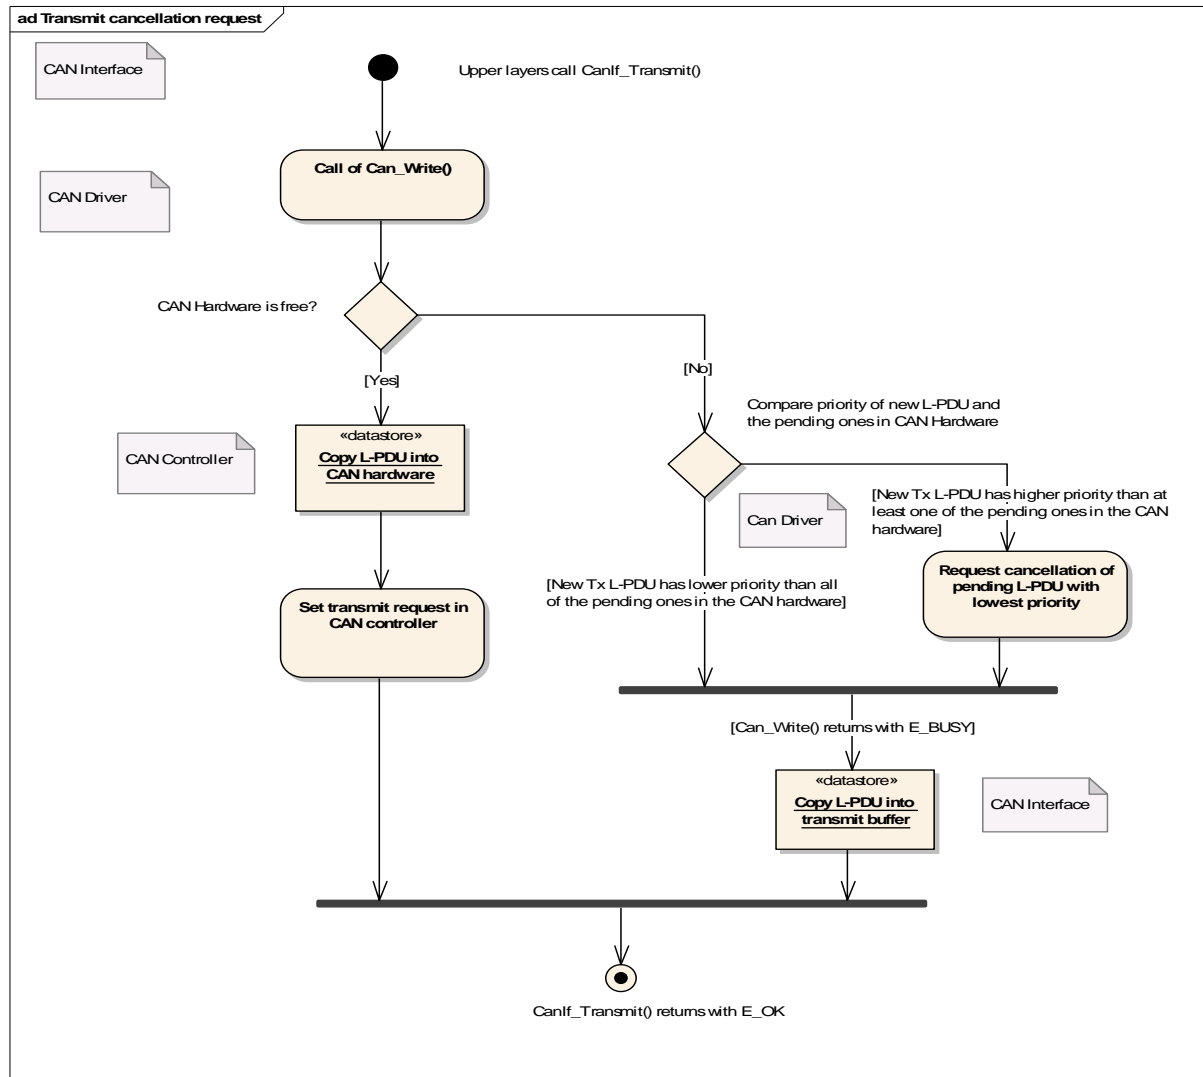 ad Transmit cancellation request
CAN Interface
Upper layers call CanIf_Transmit()
Call of Can_Write()
CAN Driver
CAN Hardware is free?
[Yes]
[No]
Compare priority of new L-PDU and
the pending ones in CAN Hardware
«datastore»
Copy L-PDU into
CAN hardware
CAN Controller
[New Tx L-PDU has higher priority than at
least one of the pending ones in the CAN
hardware]
Can Driver
Request cancellation of
pending L-PDU with
lowest priority
[New Tx L-PDU has lower priority than all
of the pending ones in the CAN hardware]
Set transmit request in
CAN controller
[Can_Write() returns with E_BUSY]
«datastore»
Copy L-PDU into
transmit buffer
CAN Interface
CanIf_Transmit() returns with E_OK